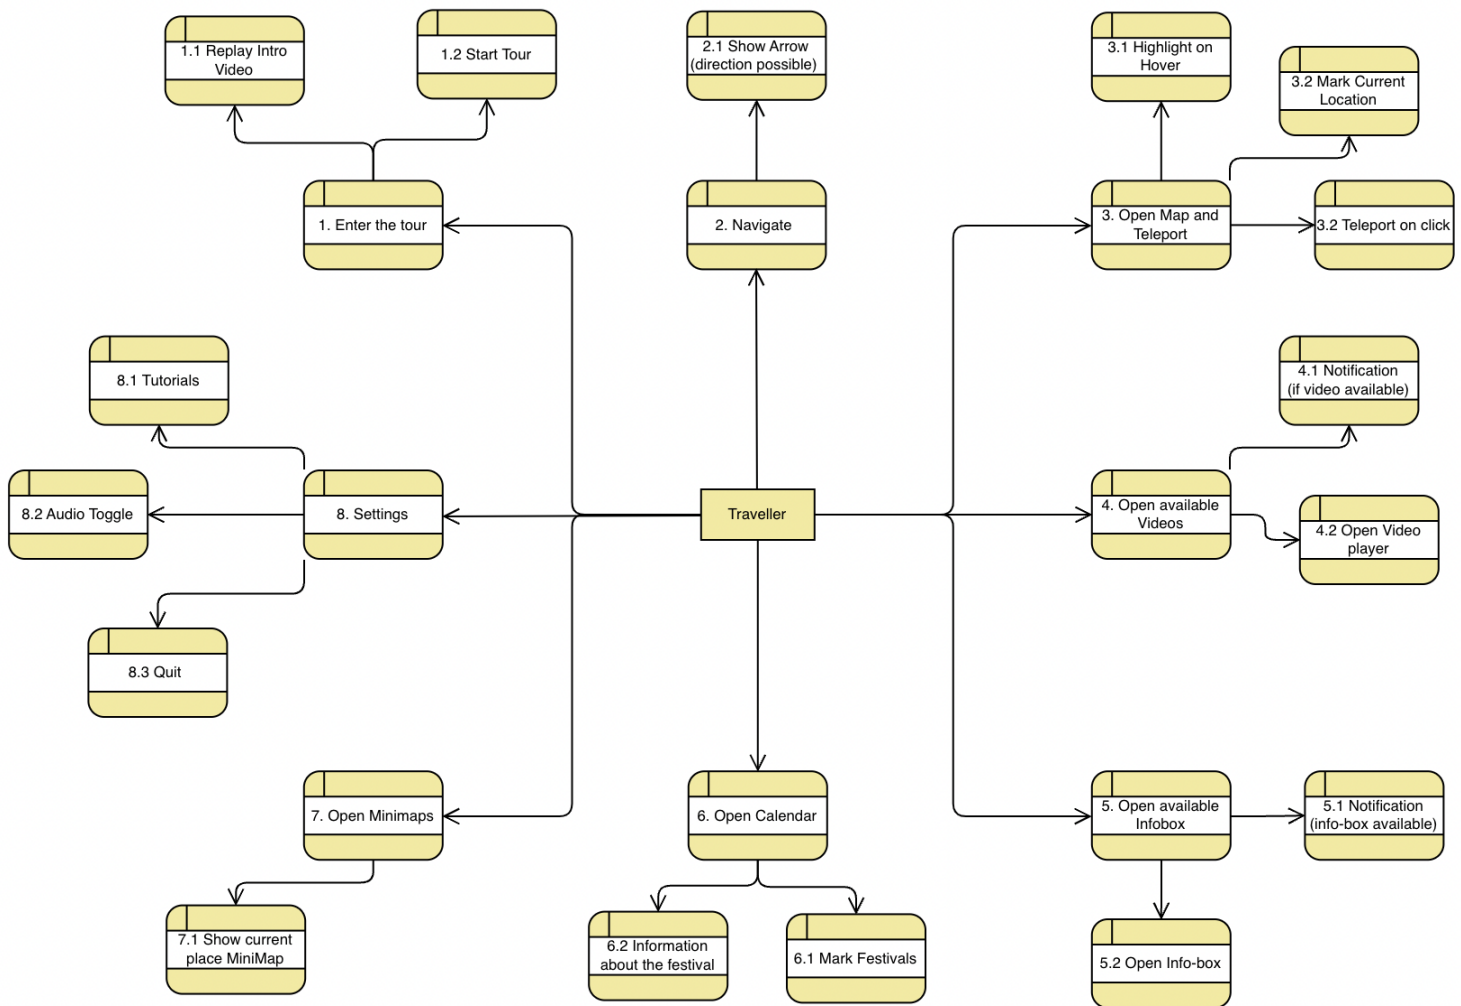 1.1 Replay Intro
Video
1.2 Start Tour
2.1 Show Arrow
(direction possible)
3.1 Highlight on
Hover
3.2 Mark Current
Location
1. Enter the tour
2. Navigate
3. Open Map and
Teleport
3.2 Teleport on click
8.1 Tutorials
4.1 Notification
(if video available)
8.2 Audio Toggle
8. Settings
Traveller
4. Open available
Videos
4.2 Open Video
player
8.3 Quit
7. Open Minimaps
6. Open Calendar
5. Open available
Infobox
5.1 Notification
(info-box available)
7.1 Show current
place MiniMap
6.2 Information
about the festival
6.1 Mark Festivals
5.2 Open Info-box